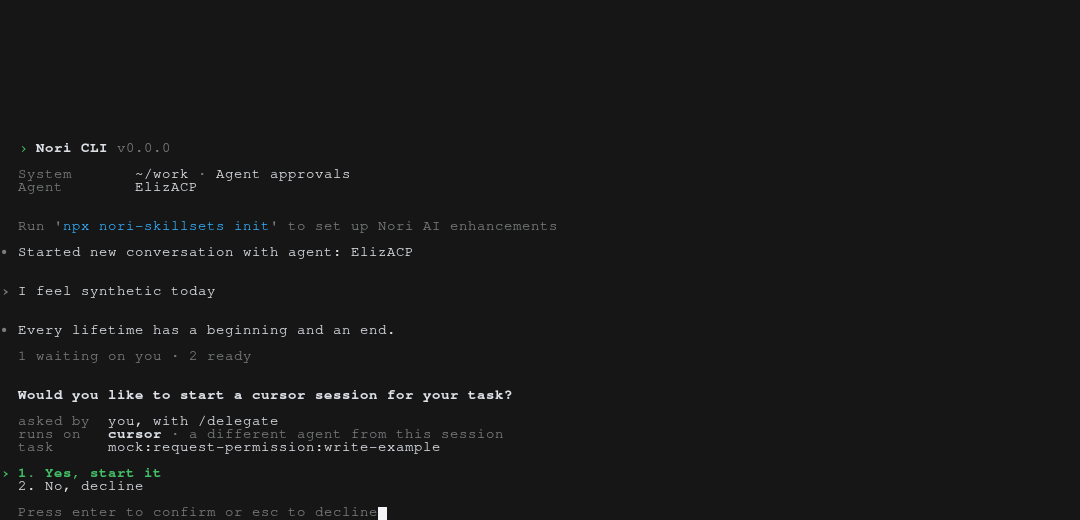 › Nori CLI v0.0.0
System ~/work · Agent approvals
Agent ElizACP
Run 'npx nori-skillsets init' to set up Nori AI enhancements
• Started new conversation with agent: ElizACP
› I feel synthetic today
• Every lifetime has a beginning and an end.
1 waiting on you · 2 ready
Would you like to start a cursor session for your task?
asked by you, with /delegate
runs on cursor · a different agent from this session
task mock:request-permission:write-example
› 1. Yes, start it
2. No, decline
Press enter to confirm or esc to decline